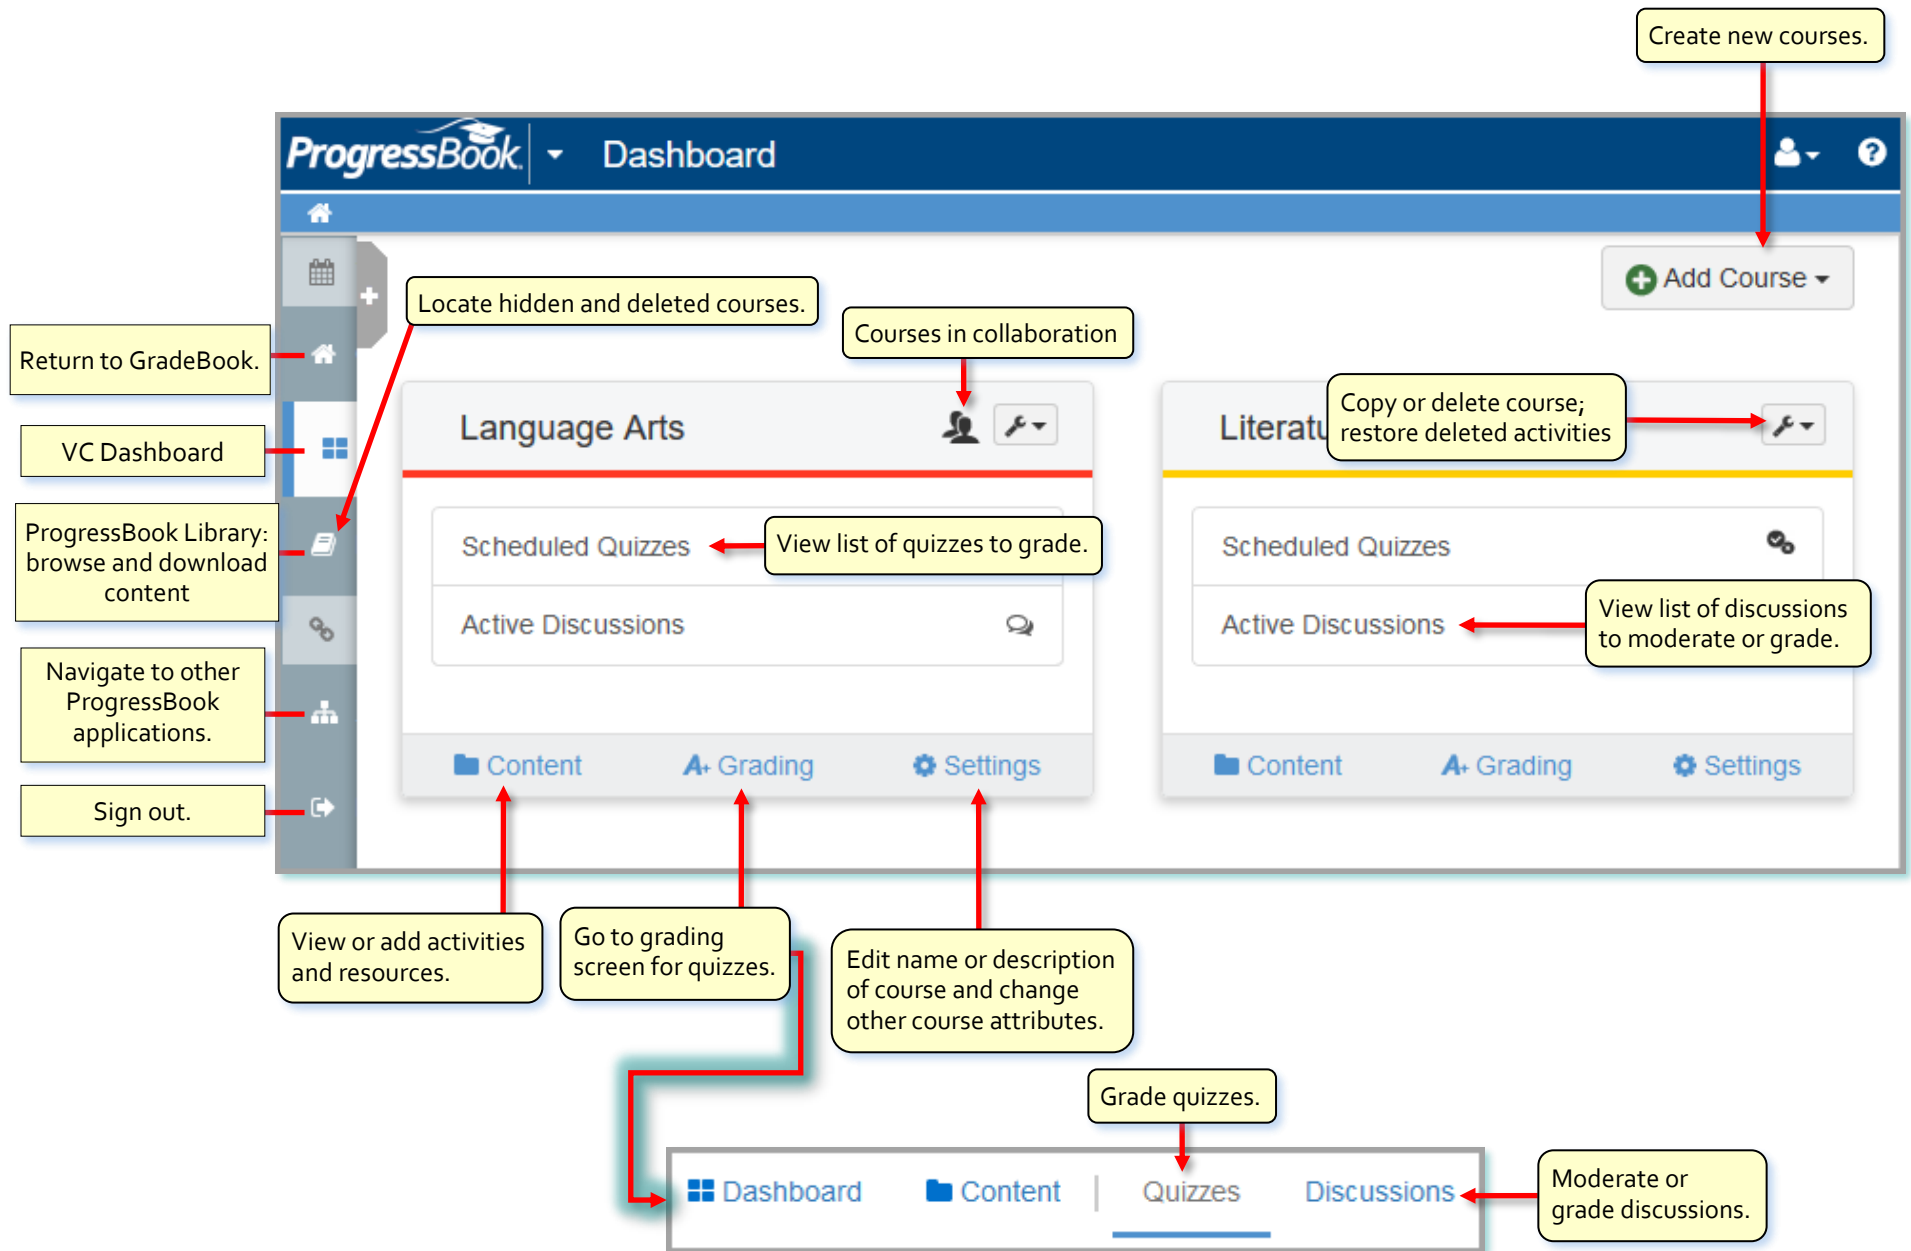 Create new courses.
ProgressBook.
Dashboard
Add Course
Locate hidden and deleted courses.
Courses in collaboration
Return to GradeBook.
Language Arts
Copy or delete course;
restore deleted activities
VC Dashboard
ProgressBook Library:
browse and download
content
Scheduled Quizzes
View list of quizzes to grade.
Scheduled Quizzes
Active Discussions
Active Discussions
View list of discussions
to moderate or grade.
Navigate to other
ProgressBook
applications.
Content
A+ Grading
Settings
Content
A+ Grading
Settings
Sign out.
View or add activities
and resources.
Go to grading
screen for quizzes.
Edit name or description
of course and change
other course attributes.
Grade quizzes.
Dashboard
Content
Quizzes
Discussions
Moderate or
grade discussions.